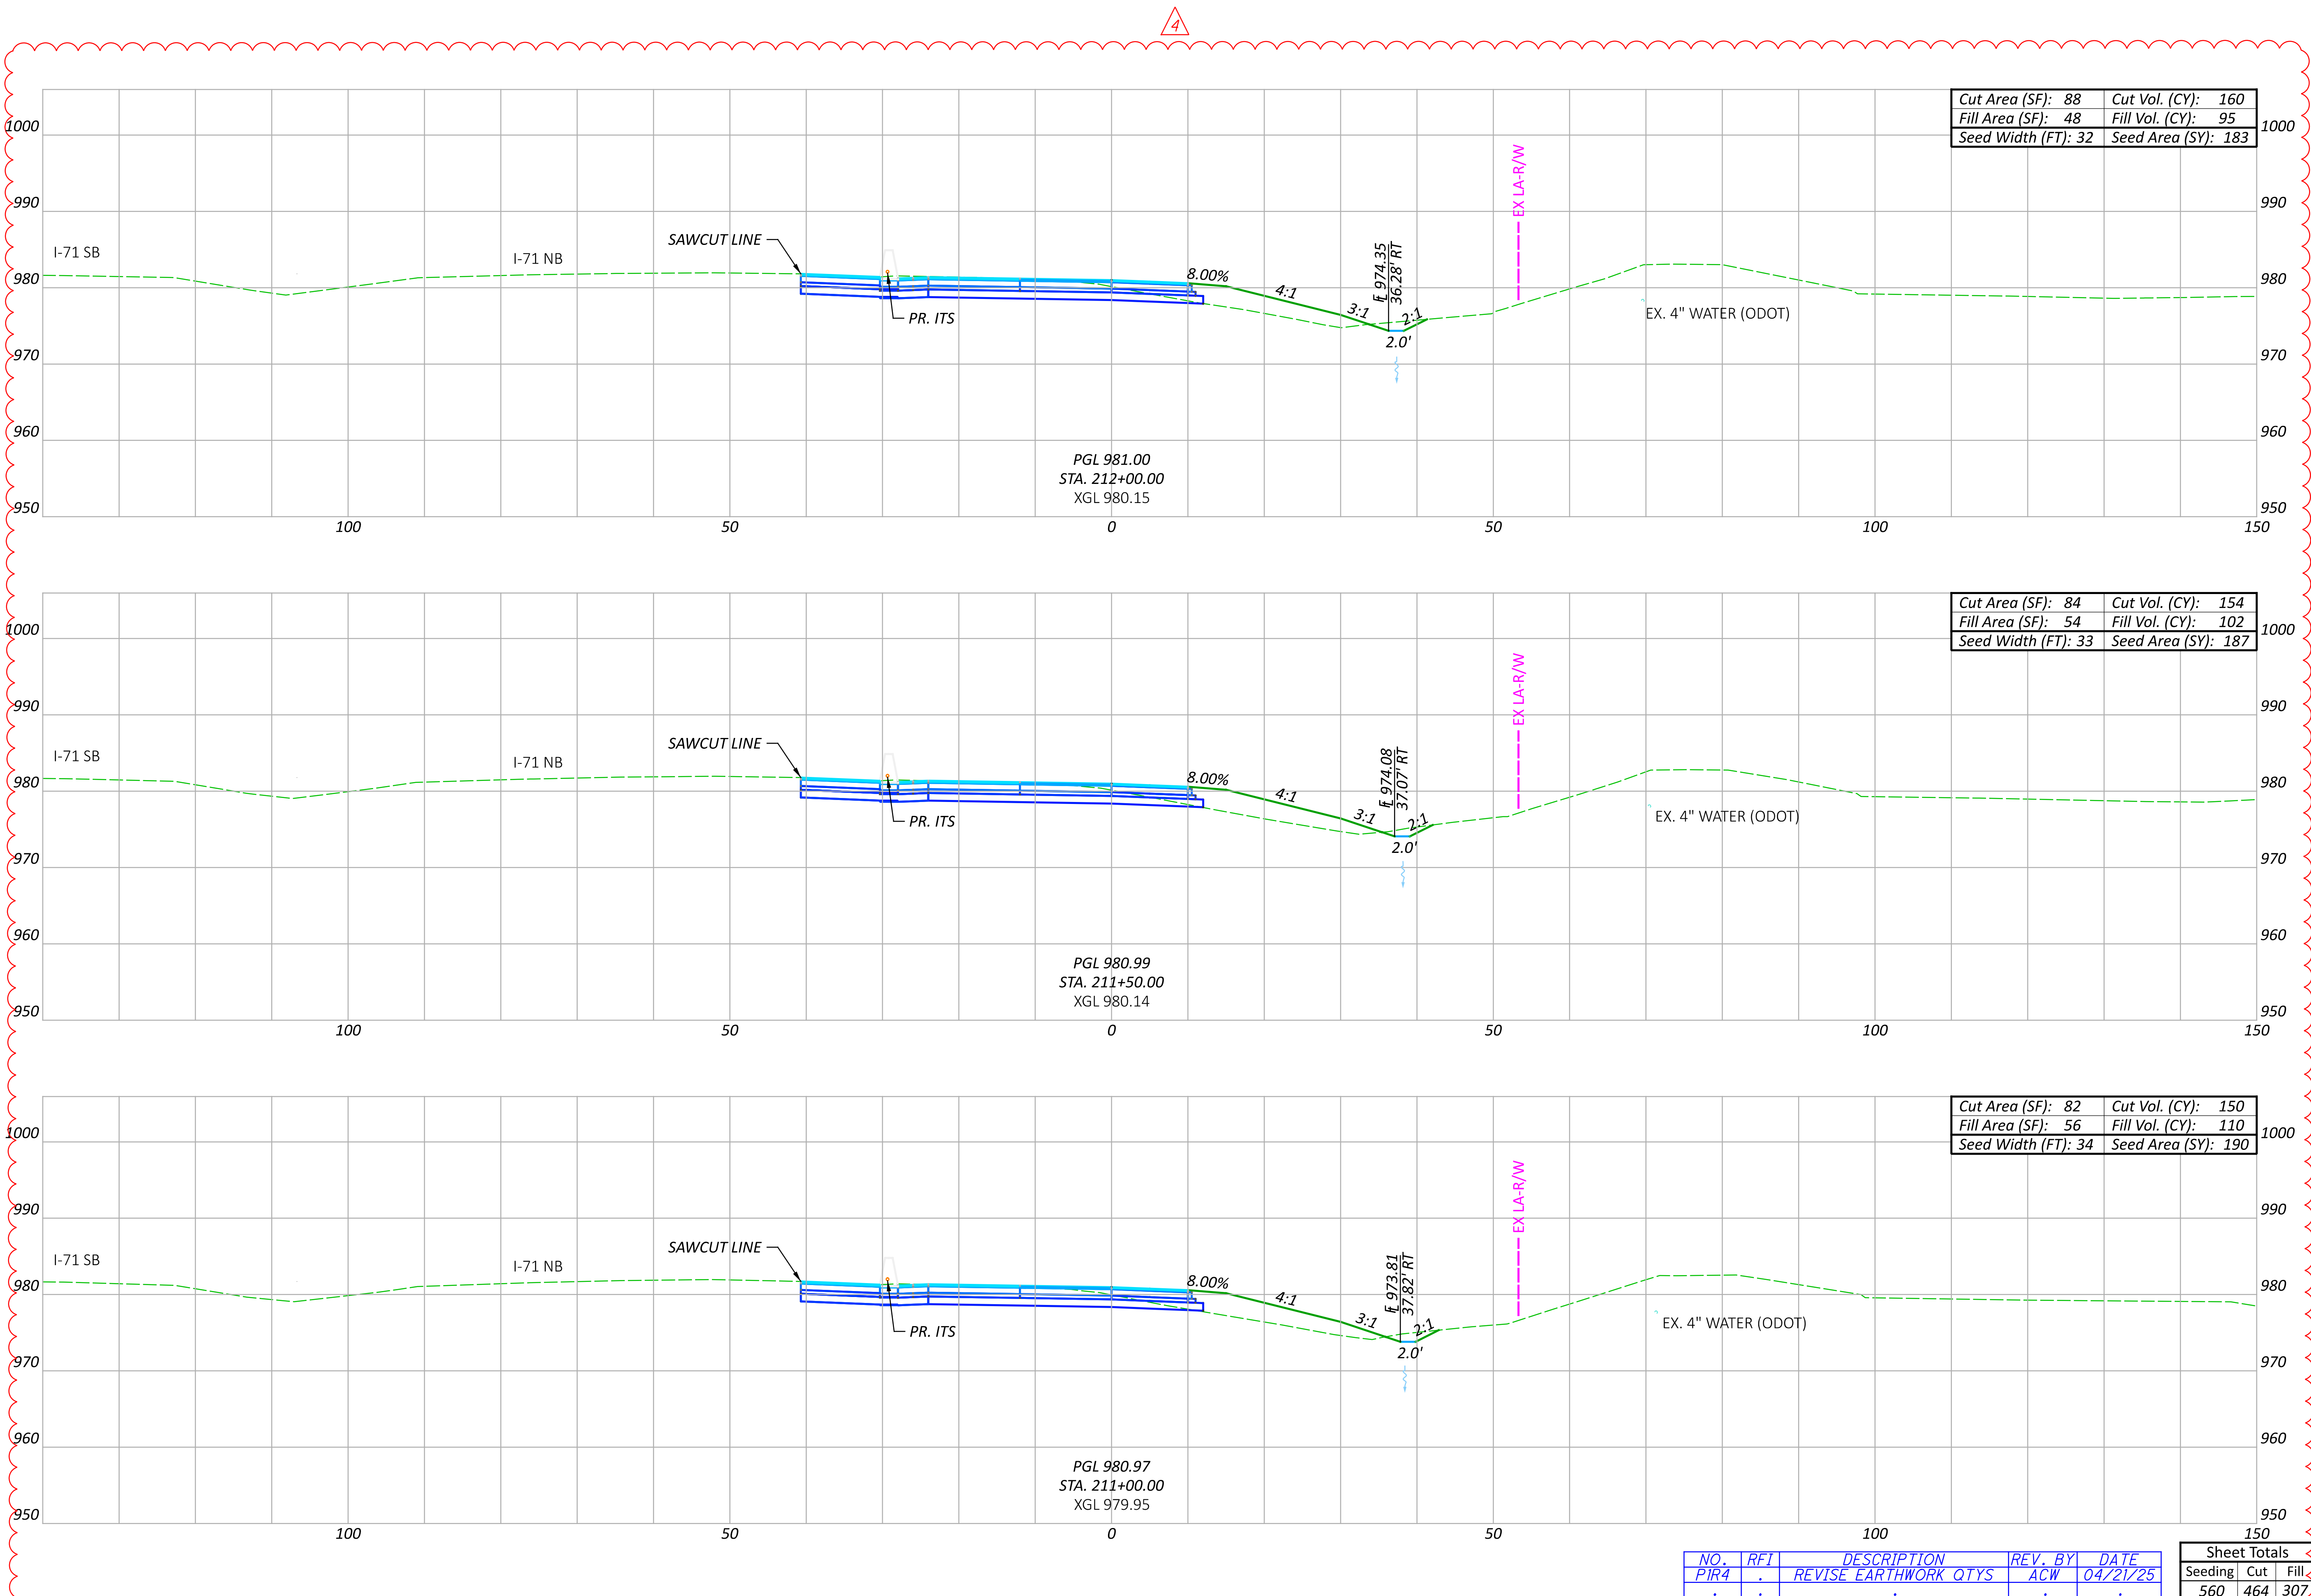 4
Cut Area (SF): 88 Cut Vol. (CY): 160
Fill Area (SF): 48 Fill Vol. (CY): 95
Seed Width (FT): 32 Seed Area (SY): 183
1000 1000
EX LA-R/W
990 990
I-71 SB I-71 NB SAWCUT LINE
℄ 974.35
36.28' RT
980 8.00% 4:1 3:1 2:1 980
PR. ITS EX. 4" WATER (ODOT)
2.0'
970 970
960 960
PGL 981.00
STA. 212+00.00
XGL 980.15
950 950
100 50 0 50 100 150
Cut Area (SF): 84 Cut Vol. (CY): 154
Fill Area (SF): 54 Fill Vol. (CY): 102
Seed Width (FT): 33 Seed Area (SY): 187
1000 1000
EX LA-R/W
990 990
I-71 SB I-71 NB SAWCUT LINE
℄ 974.08
37.07' RT
980 8.00% 4:1 3:1 2:1 980
PR. ITS EX. 4" WATER (ODOT)
2.0'
970 970
960 960
PGL 980.99
STA. 211+50.00
XGL 980.14
950 950
100 50 0 50 100 150
Cut Area (SF): 82 Cut Vol. (CY): 150
Fill Area (SF): 56 Fill Vol. (CY): 110
Seed Width (FT): 34 Seed Area (SY): 190
1000 1000
EX LA-R/W
990 990
I-71 SB I-71 NB SAWCUT LINE
℄ 973.81
37.82' RT
980 8.00% 4:1 3:1 2:1 980
PR. ITS EX. 4" WATER (ODOT)
2.0'
970 970
960 960
PGL 980.97
STA. 211+00.00
XGL 979.95
950 950
100 50 0 50 100 150
NO. RFI DESCRIPTION REV. BY DATE
P1R4 . REVISE EARTHWORK QTYS ACW 04/21/25
. . . . .
Sheet Totals
Seeding Cut Fill
560 464 307